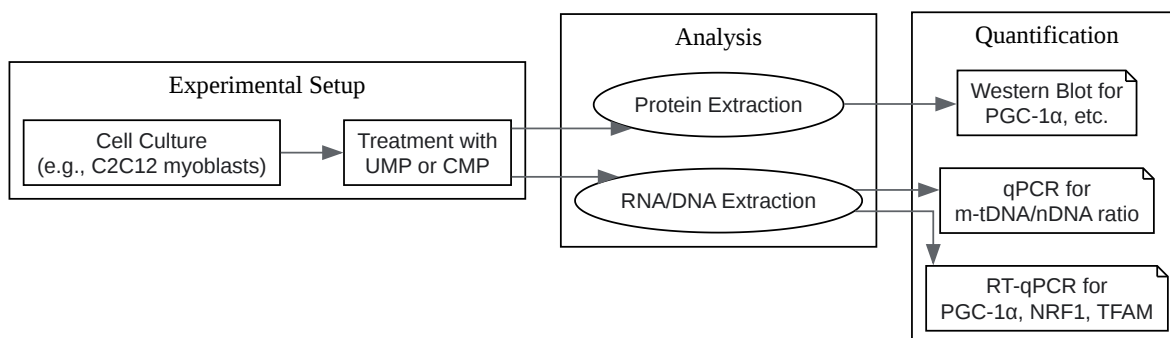 Experimental Setup
Cell Culture
(e.g., C2C12 myoblasts)
Treatment with
UMP or CMP
Analysis
Protein Extraction
RNA/DNA Extraction
Quantification
Western Blot for
PGC-1α, etc.
qPCR for
m-tDNA/nDNA ratio
RT-qPCR for
PGC-1α, NRF1, TFAM